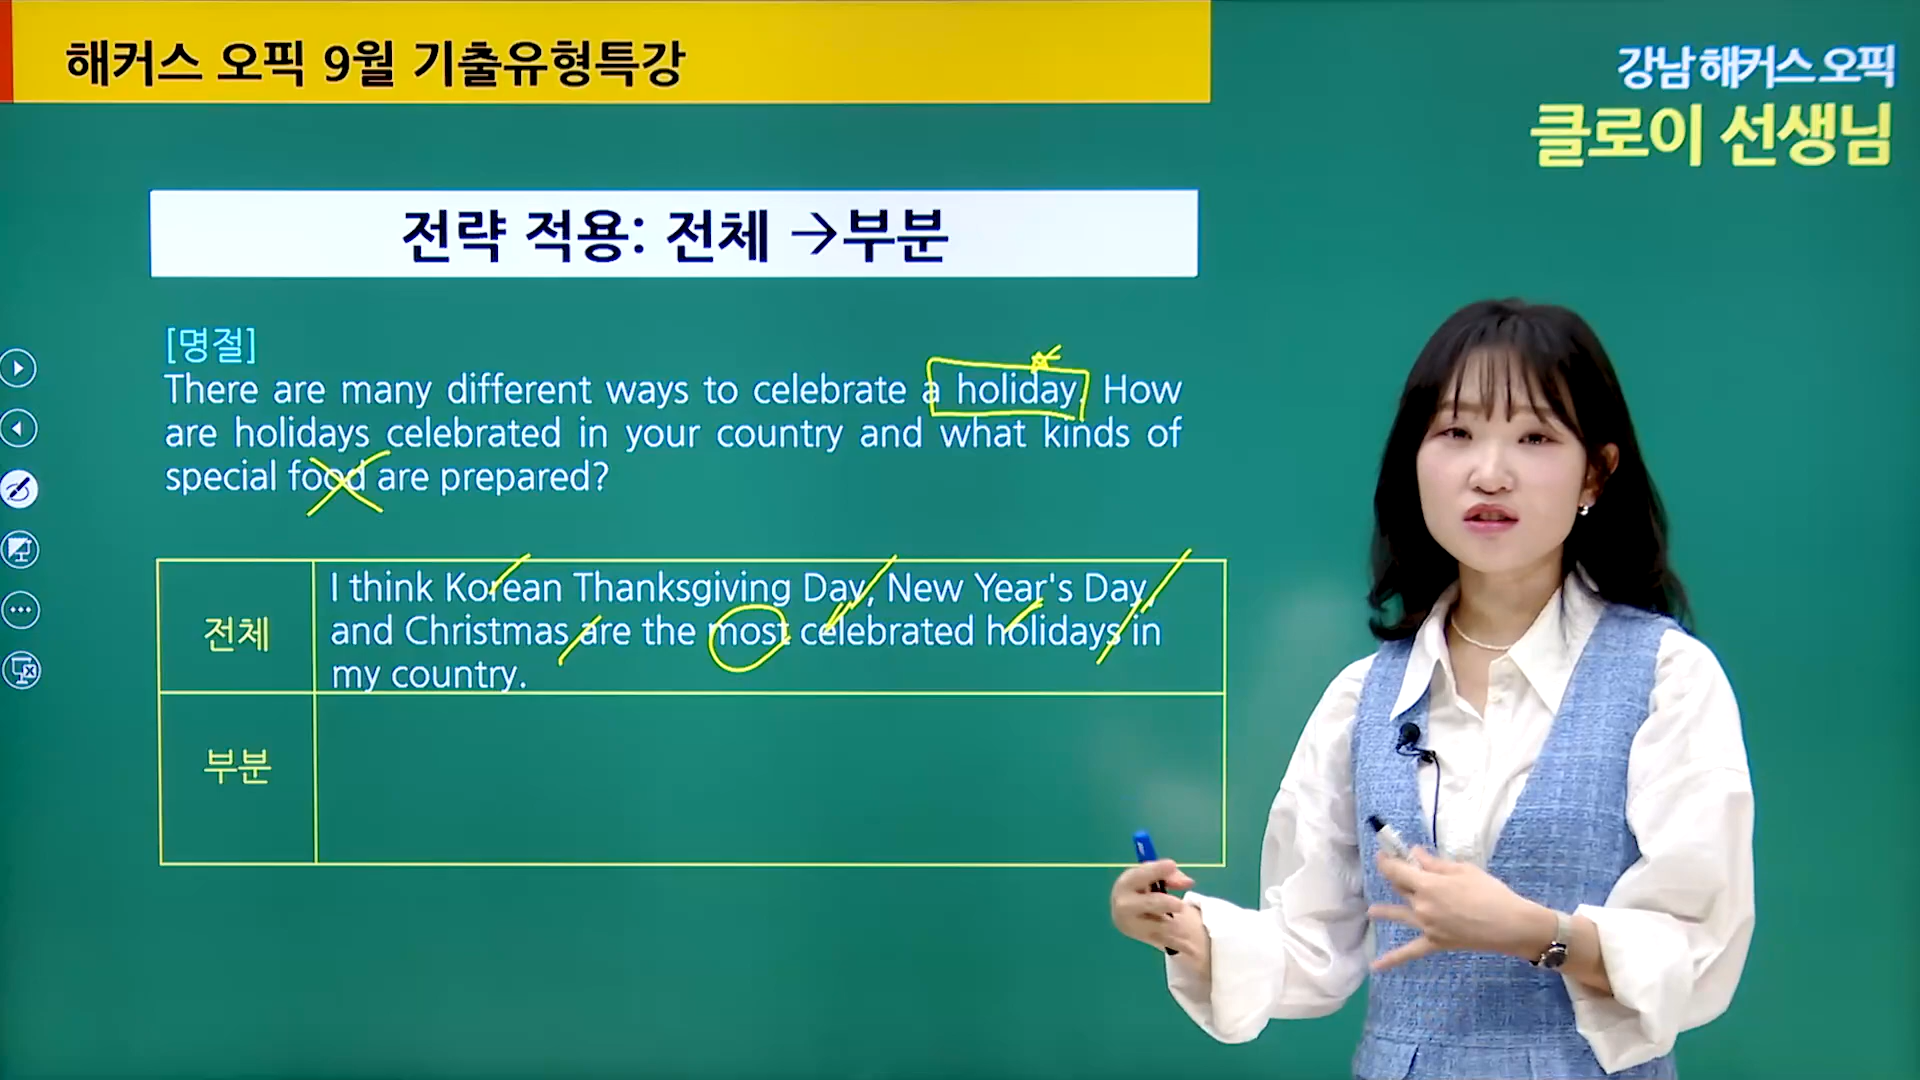 해커스 오픽 9월 기출유형특강
강남 해커스 오픽
클로이 선생님
전략 적용: 전체 →부분
[명절]
There are many different ways to celebrate a holiday. How
are holidays celebrated in your country and what kinds of
special food are prepared?
전체
I think Korean Thanksgiving Day, New Year's Day,
and Christmas are the most celebrated holidays in
my country.
부분